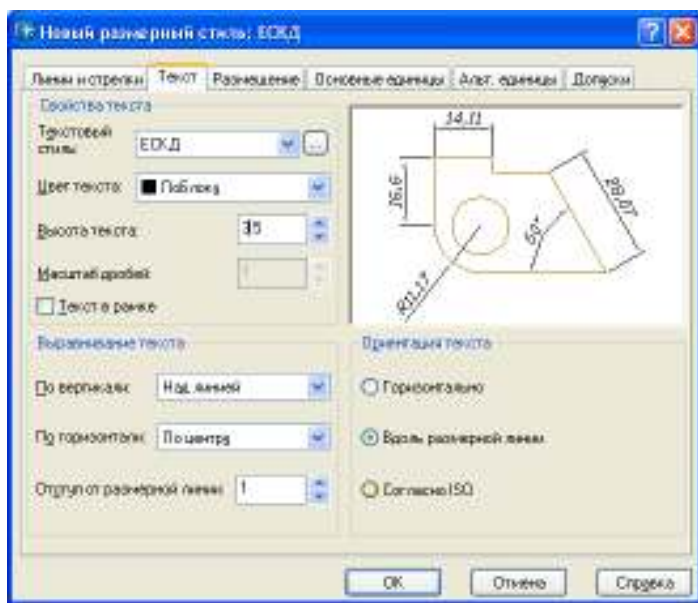 Новый размерный стиль: ЕСКД
Линии и стрелки Текст Размещение Основные единицы Альт. единицы Допуски
Свойства текста
Текстовый стиль: ЕСКД ...
Цвет текста: ПоБлоку
Высота текста: 3.5
Масштаб дробей: 1
Текст в рамке
14,11
16,6
28,07
60°
R11,17
Выравнивание текста
По вертикали: Над линией
По горизонтали: По центру
Отступ от размерной линии: 1
Ориентация текста
Горизонтально
Вдоль размерной линии
Согласно ISO
ОК Отмена Справка